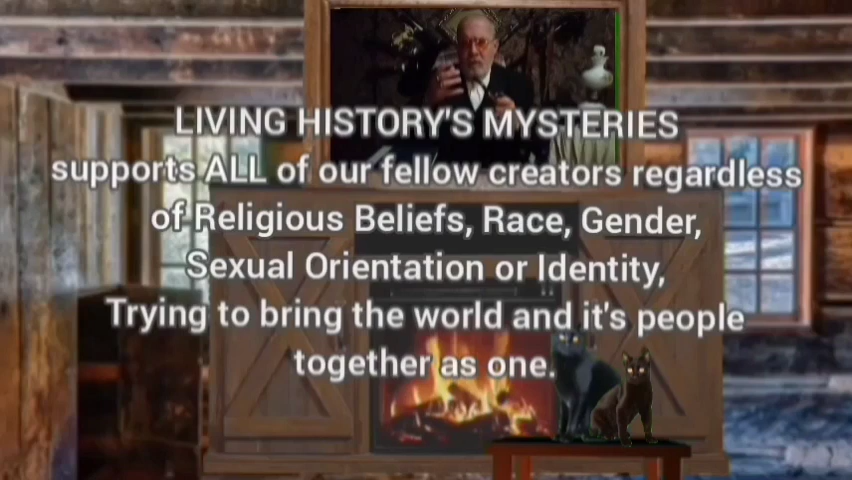 LIVING HISTORY'S MYSTERIES
supports ALL of our fellow creators regardless
of Religious Beliefs, Race, Gender,
Sexual Orientation or Identity,
Trying to bring the world and it's people
together as one.